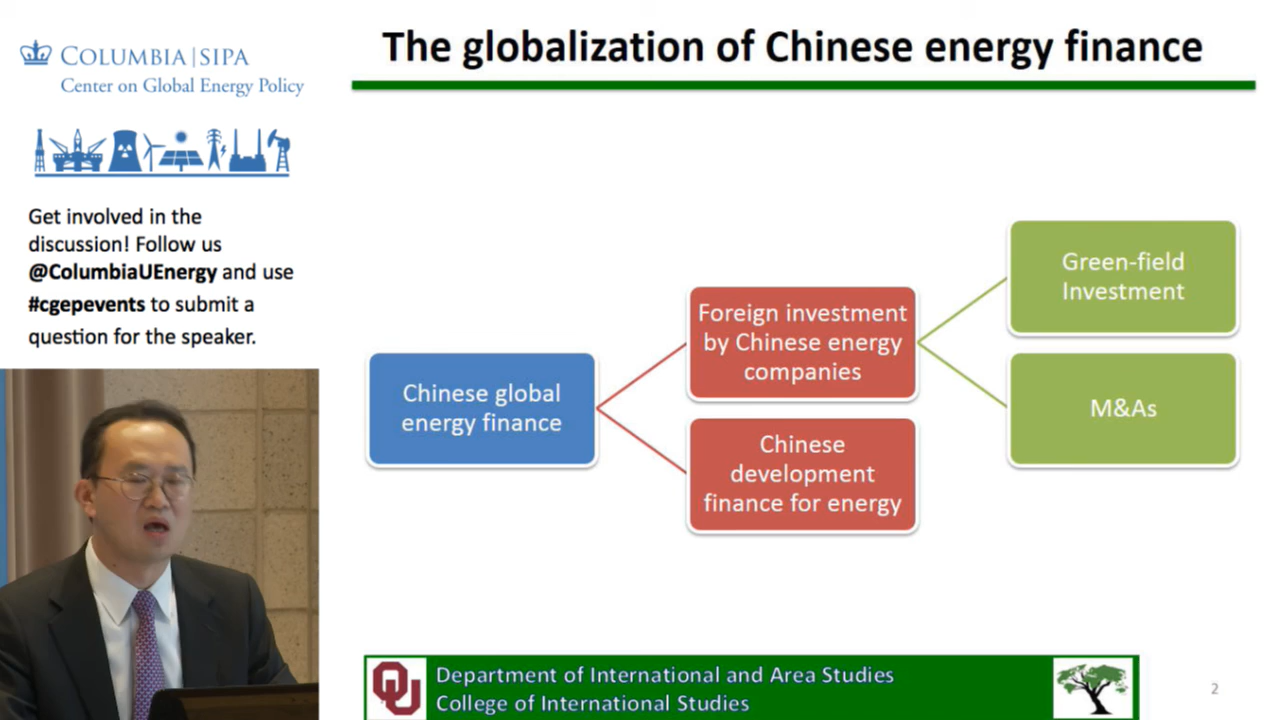 COLUMBIA | SIPA
Center on Global Energy Policy
Get involved in the
discussion! Follow us
@ColumbiaUEnergy and use
#cgepevents to submit a
question for the speaker.
The globalization of Chinese energy finance
Chinese global
energy finance
Foreign investment
by Chinese energy
companies
Chinese
development
finance for energy
Green-field
Investment
M&As
OU
Department of International and Area Studies
College of International Studies
2